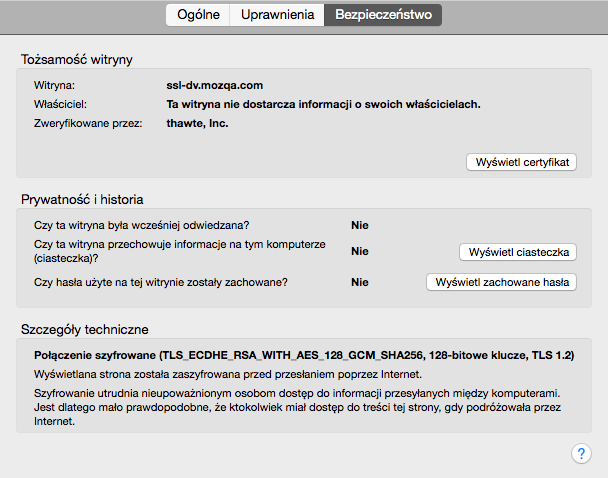 Ogólne Uprawnienia Bezpieczeństwo
Tożsamość witryny
Witryna: ssl-dv.mozqa.com
Właściciel: Ta witryna nie dostarcza informacji o swoich właścicielach.
Zweryfikowane przez: thawte, Inc.
Wyświetl certyfikat
Prywatność i historia
Czy ta witryna była wcześniej odwiedzana? Nie
Czy ta witryna przechowuje informacje na tym komputerze
(ciasteczka)? Nie Wyświetl ciasteczka
Czy hasła użyte na tej witrynie zostały zachowane? Nie Wyświetl zachowane hasła
Szczegóły techniczne
Połączenie szyfrowane (TLS_ECDHE_RSA_WITH_AES_128_GCM_SHA256, 128-bitowe klucze, TLS 1.2)
Wyświetlana strona została zaszyfrowana przed przesłaniem poprzez Internet.
Szyfrowanie utrudnia nieupoważnionym osobom dostęp do informacji przesyłanych między komputerami.
Jest dlatego mało prawdopodobne, że ktokolwiek miał dostęp do treści tej strony, gdy podróżowała przez
Internet.
?